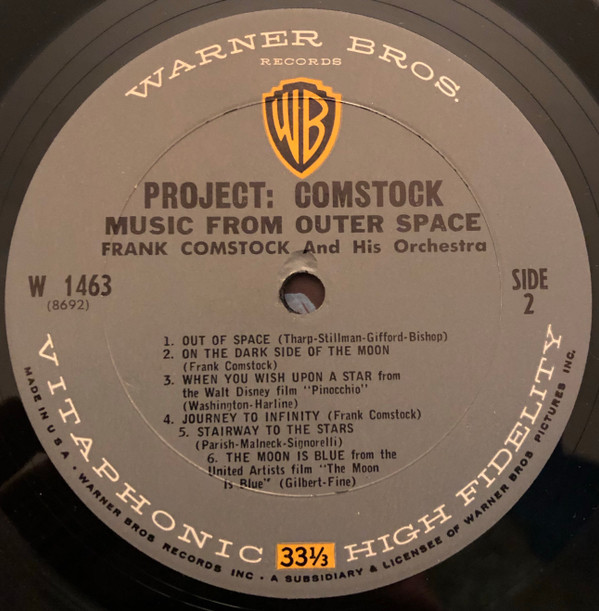 WARNER BROS.
RECORDS
WB
PROJECT: COMSTOCK
MUSIC FROM OUTER SPACE
FRANK COMSTOCK And His Orchestra
W 1463
(8692)
SIDE
2
1. OUT OF SPACE (Tharp-Stillman-Gifford-Bishop)
2. ON THE DARK SIDE OF THE MOON
(Frank Comstock)
3. WHEN YOU WISH UPON A STAR from
the Walt Disney film "Pinocchio"
(Washington-Harline)
4. JOURNEY TO INFINITY (Frank Comstock)
5. STAIRWAY TO THE STARS
(Parish-Malneck-Signorelli)
6. THE MOON IS BLUE from the
United Artists film "The Moon
Is Blue" (Gilbert-Fine)
VITAPHONIC 33⅓ HIGH FIDELITY
MADE IN U.S.A. • WARNER BROS RECORDS INC • A SUBSIDIARY & LICENSEE OF WARNER BROS PICTURES INC.